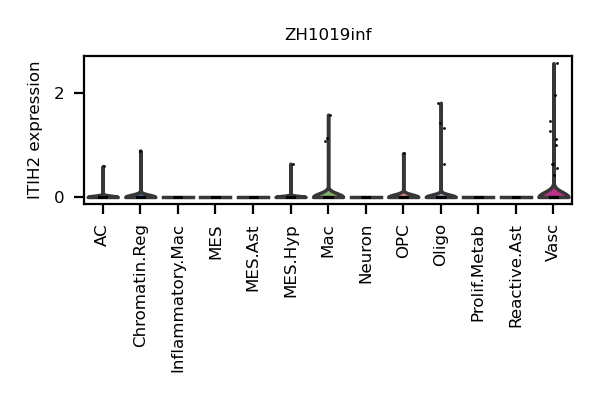 ZH1019inf
ITIH2 expression
2
0
AC
Chromatin.Reg
Inflammatory.Mac
MES
MES.Ast
MES.Hyp
Mac
Neuron
OPC
Oligo
Prolif.Metab
Reactive.Ast
Vasc